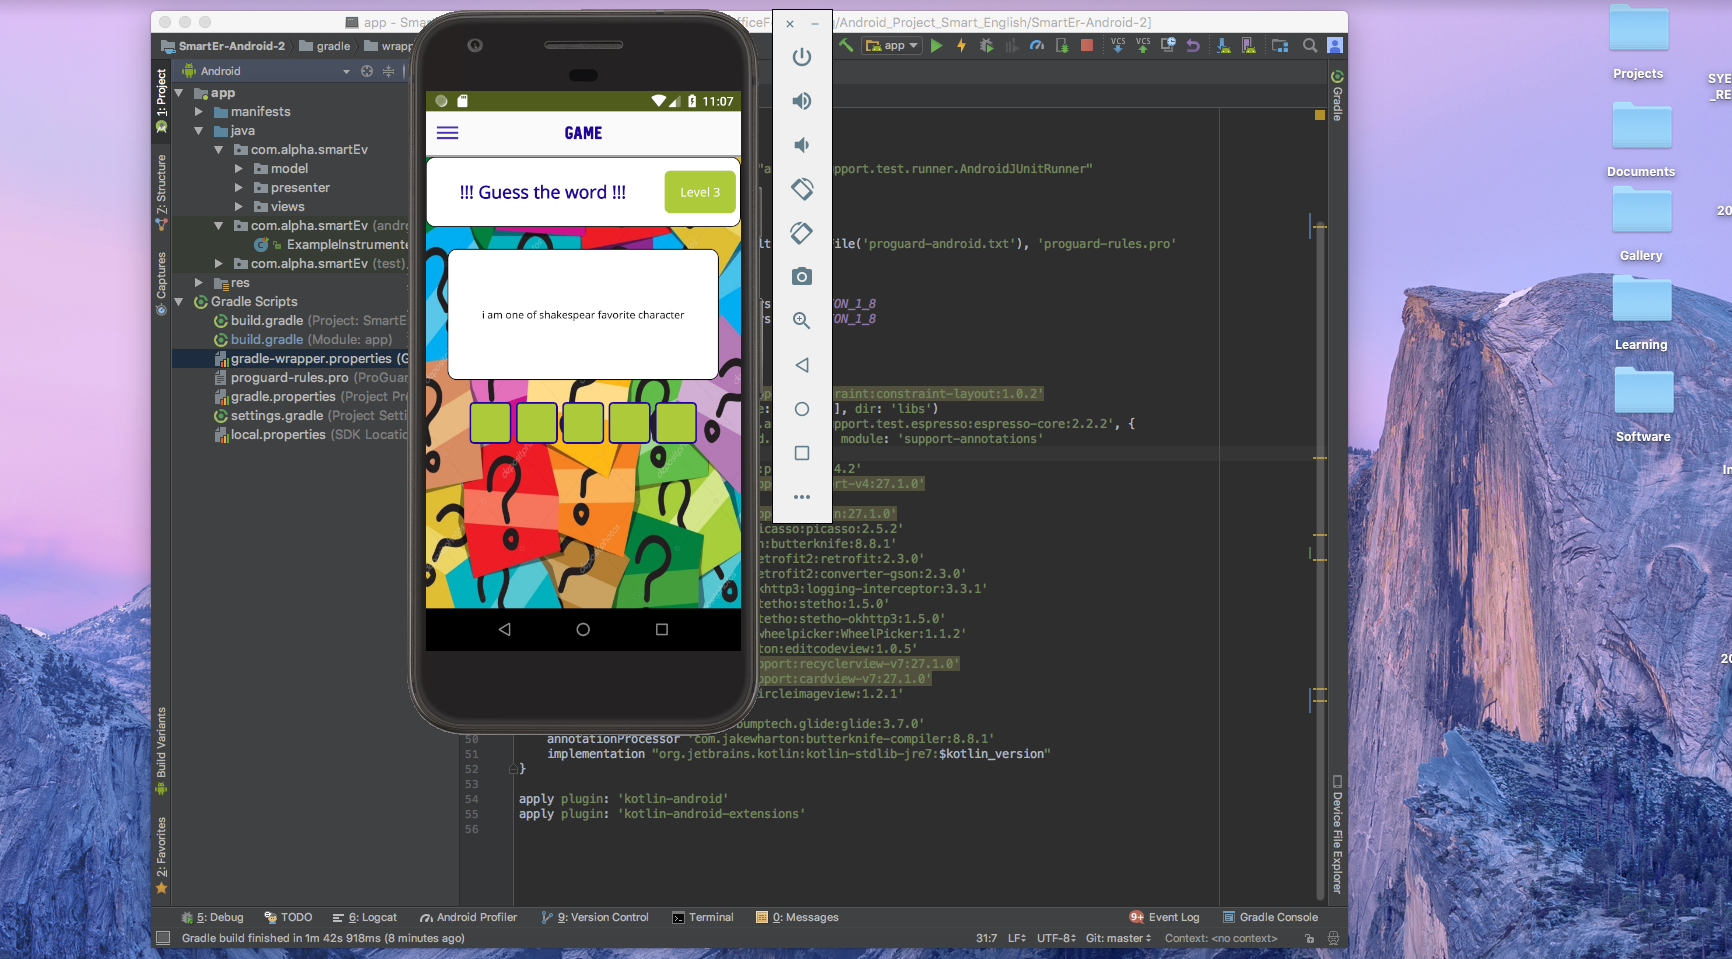 app - Smar
officeF
g/Android_Project_Smart_English/SmartEr-Android-2]
SmartEr-Android-2
gradle
wrapp
app
Android
1: Project
7: Structure
Captures
Build Variants
2: Favorites
app
manifests
java
com.alpha.smartEv
model
presenter
views
com.alpha.smartEv (andr
ExampleInstrumente
com.alpha.smartEv (test)
res
Gradle Scripts
build.gradle (Project: SmartE
build.gradle (Module: app)
gradle-wrapper.properties (G
proguard-rules.pro (ProGuar
gradle.properties (Project Pr
settings.gradle (Project Setti
local.properties (SDK Locatio
11:07
GAME
!!! Guess the word !!!
Level 3
i am one of shakespear favorite character
VCS
VCS
"a
pport.test.runner.AndroidJUnitRunner"
lt
ile('proguard-android.txt'), 'proguard-rules.pro'
rs
ON_1_8
rs
ON_1_8
raint:constraint-layout:1.0.2'
e:
], dir: 'libs')
.a
pport.test.espresso:espresso-core:2.2.2', {
d.
module: 'support-annotations'
4.2'
rt-v4:27.1.0'
n:27.1.0'
icasso:picasso:2.5.2'
n:butterknife:8.8.1'
etrofit2:retrofit:2.3.0'
etrofit2:converter-gson:2.3.0'
khttp3:logging-interceptor:3.3.1'
tetho:stetho:1.5.0'
tetho:stetho-okhttp3:1.5.0'
wheelpicker:WheelPicker:1.1.2'
ton:editcodeview:1.0.5'
pport:recyclerview-v7:27.1.0'
pport:cardview-v7:27.1.0'
ircleimageview:1.2.1'
bumptech.glide:glide:3.7.0'
50 annotationProcessor 'com.jakewharton:butterknife-compiler:8.8.1'
51 implementation "org.jetbrains.kotlin:kotlin-stdlib-jre7:$kotlin_version"
52 }
53
54 apply plugin: 'kotlin-android'
55 apply plugin: 'kotlin-android-extensions'
56
Gradle
Device File Explorer
5: Debug
TODO
6: Logcat
Android Profiler
9: Version Control
Terminal
0: Messages
9+ Event Log
Gradle Console
Gradle build finished in 1m 42s 918ms (8 minutes ago)
31:7
LF
UTF-8
Git: master
Context: <no context>
Projects
Documents
Gallery
Learning
Software
SYE
_RE
20
In
20